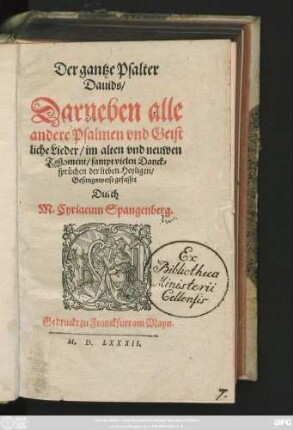 Der gantze Psalter
Dauids/
Darneben alle
andere Psalmen vnd Geist
liche Lieder/ im alten vnd neuwen
Testament/ sampt vielen Danck-
sprüchen der lieben Heyligen/
Gesangsweise gefasset
Durch
M. Cyriacum Spangenberg.
Ex
Bibliotheca
Ministerii
Cellensis
Gedruckt zu Franckfurt am Mayn.
M. D. LXXXII.
7.